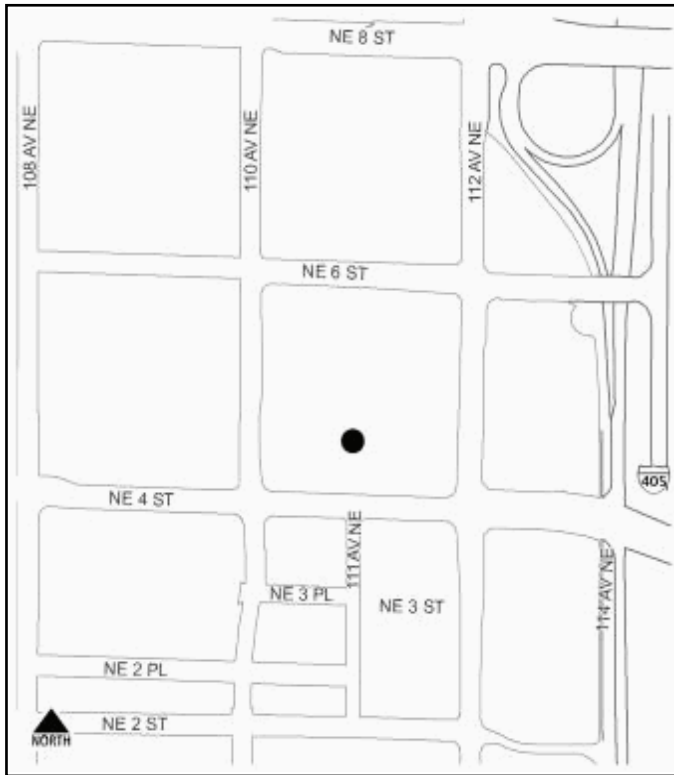 NE 8 ST
108 AV NE
110 AV NE
112 AV NE
NE 6 ST
405
NE 4 ST
111 AV NE
114 AV NE
NE 3 PL
NE 3 ST
NE 2 PL
NE 2 ST
NORTH